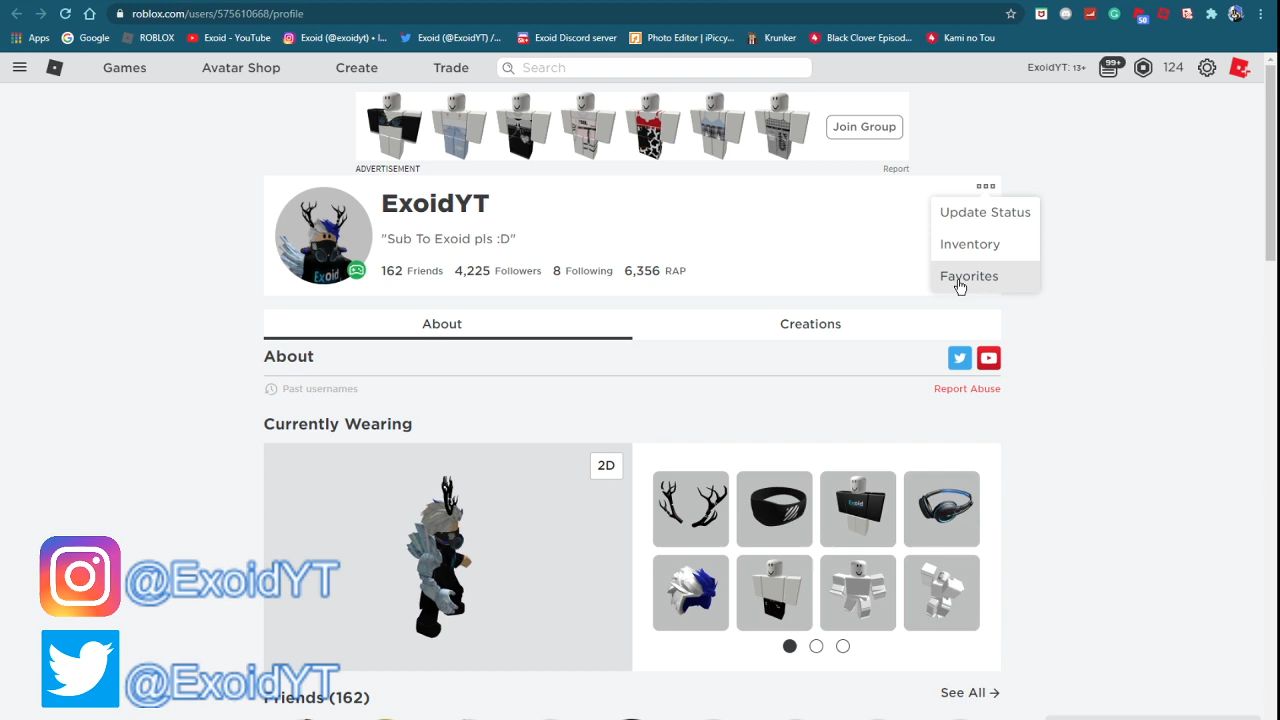 roblox.com/users/575610668/profile
50
Apps Google ROBLOX Exoid - YouTube Exoid (@exoidyt) • I... Exoid (@ExoidYT) /... Exoid Discord server Photo Editor | iPiccy... Krunker Black Clover Episod... Kami no Tou
Games Avatar Shop Create Trade Search ExoidYT: 13+ 99+ 124
Join Group
ADVERTISEMENT Report
ExoidYT
"Sub To Exoid pls :D"
162 Friends 4,225 Followers 8 Following 6,356 RAP
Update Status
Inventory
Favorites
Exoid
About Creations
About
Past usernames Report Abuse
Currently Wearing
2D
Exoid
@ExoidYT
@ExoidYT
Friends (162) See All →